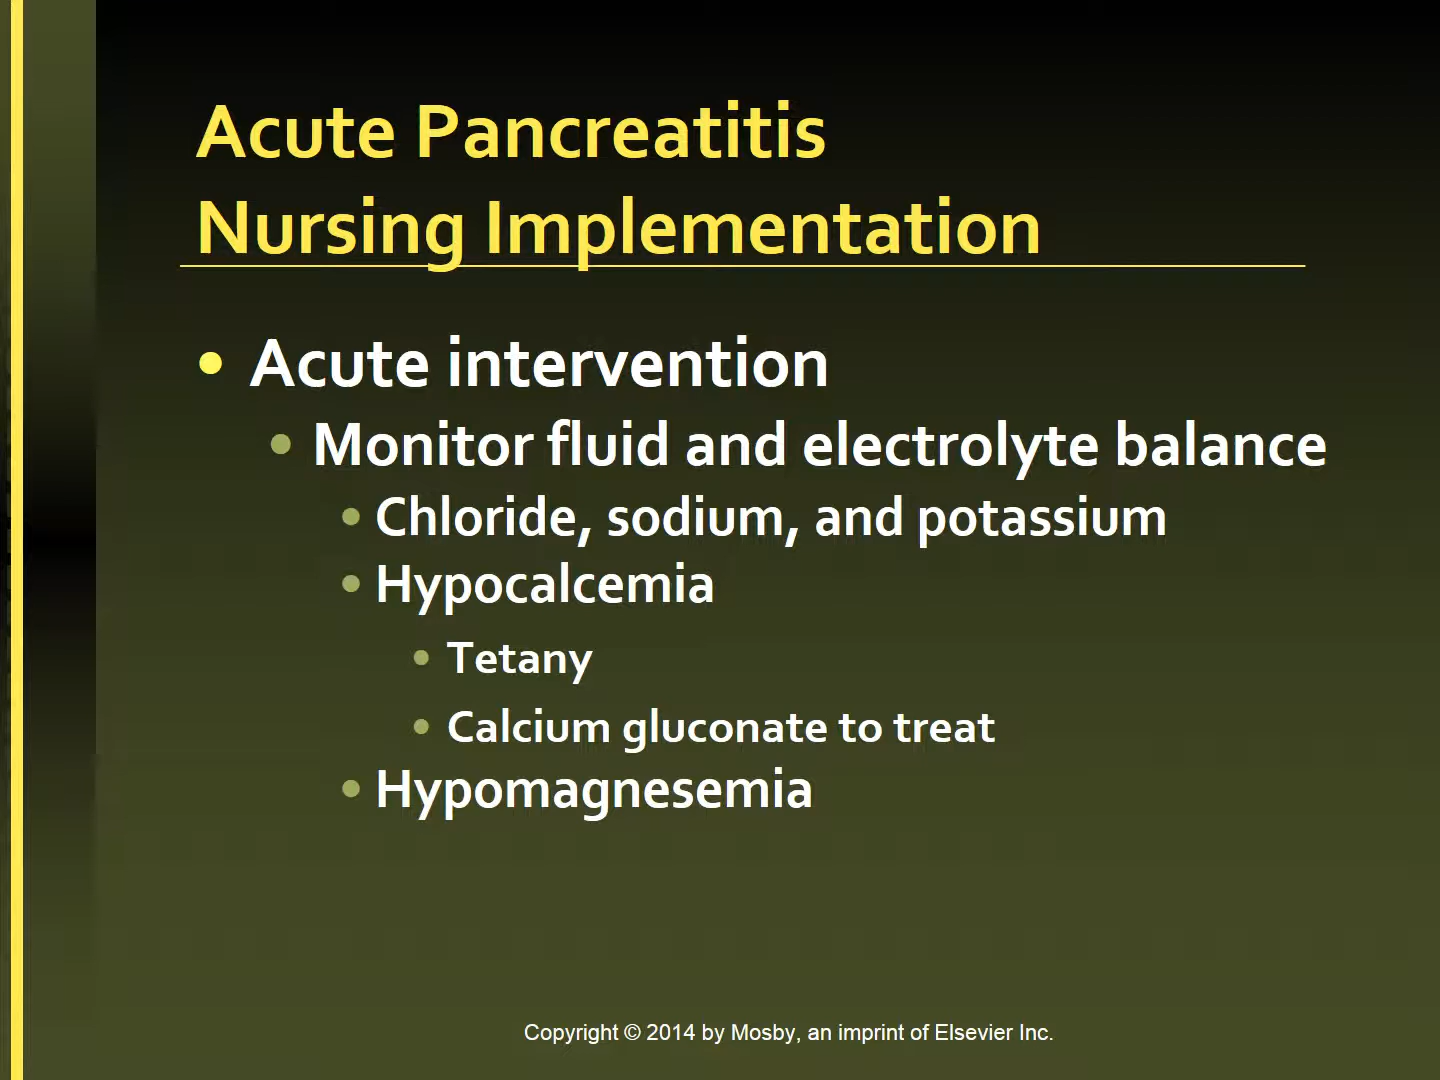 Acute Pancreatitis
Nursing Implementation
• Acute intervention
• Monitor fluid and electrolyte balance
• Chloride, sodium, and potassium
• Hypocalcemia
• Tetany
• Calcium gluconate to treat
• Hypomagnesemia
Copyright © 2014 by Mosby, an imprint of Elsevier Inc.